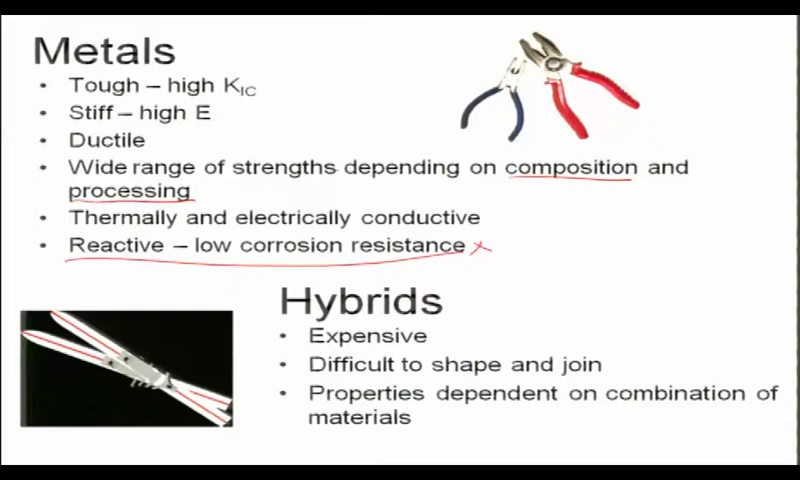 Metals
• Tough – high KIC
• Stiff – high E
• Ductile
• Wide range of strengths depending on composition and
processing
• Thermally and electrically conductive
• Reactive – low corrosion resistance
Hybrids
• Expensive
• Difficult to shape and join
• Properties dependent on combination of
materials